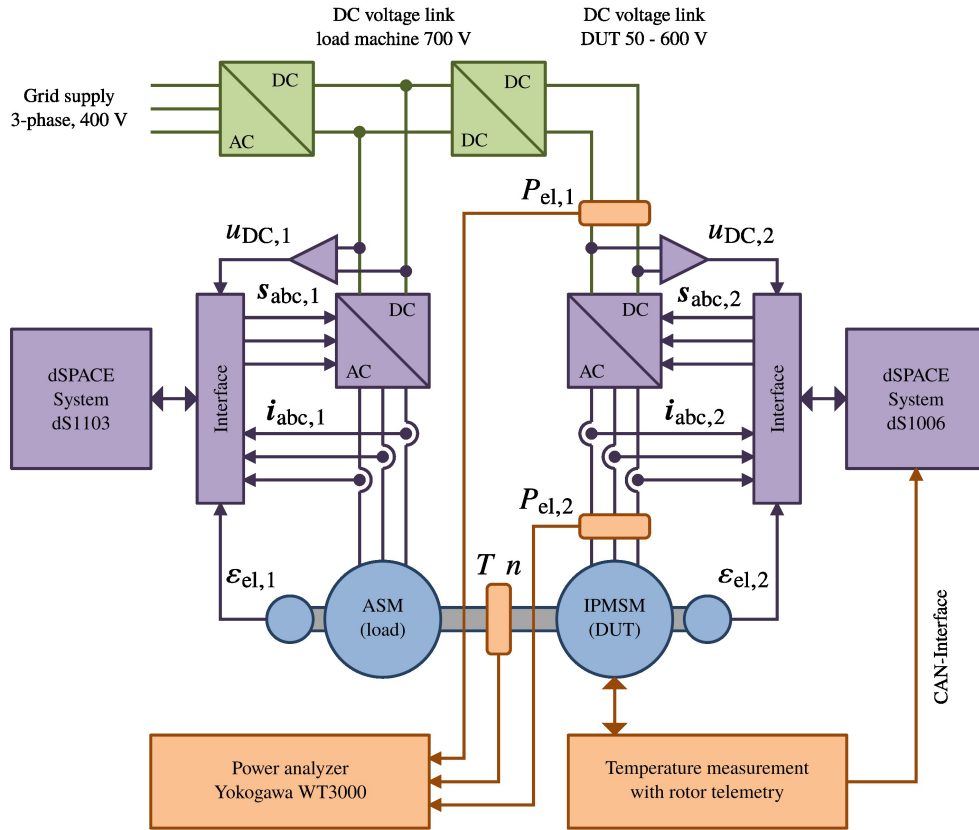 DC voltage link
load machine 700 V
DC voltage link
DUT 50 - 600 V
Grid supply
3-phase, 400 V
DC
AC
DC
DC
P_el,1
u_DC,1
u_DC,2
s_abc,1
s_abc,2
DC
AC
DC
AC
dSPACE
System
dS1103
Interface
Interface
dSPACE
System
dS1006
i_abc,1
i_abc,2
P_el,2
T n
ε_el,1
ε_el,2
ASM
(load)
IPMSM
(DUT)
CAN-Interface
Power analyzer
Yokogawa WT3000
Temperature measurement
with rotor telemetry